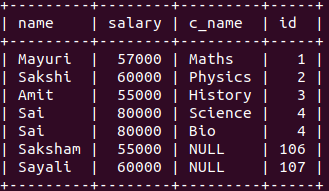 +---------+--------+---------+-----+
| name    | salary | c_name  | id  |
+---------+--------+---------+-----+
| Mayuri  |  57000 | Maths   |   1 |
| Sakshi  |  60000 | Physics |   2 |
| Amit    |  55000 | History |   3 |
| Sai     |  80000 | Science |   4 |
| Sai     |  80000 | Bio     |   4 |
| Saksham |  55000 | NULL    | 106 |
| Sayali  |  60000 | NULL    | 107 |
+---------+--------+---------+-----+